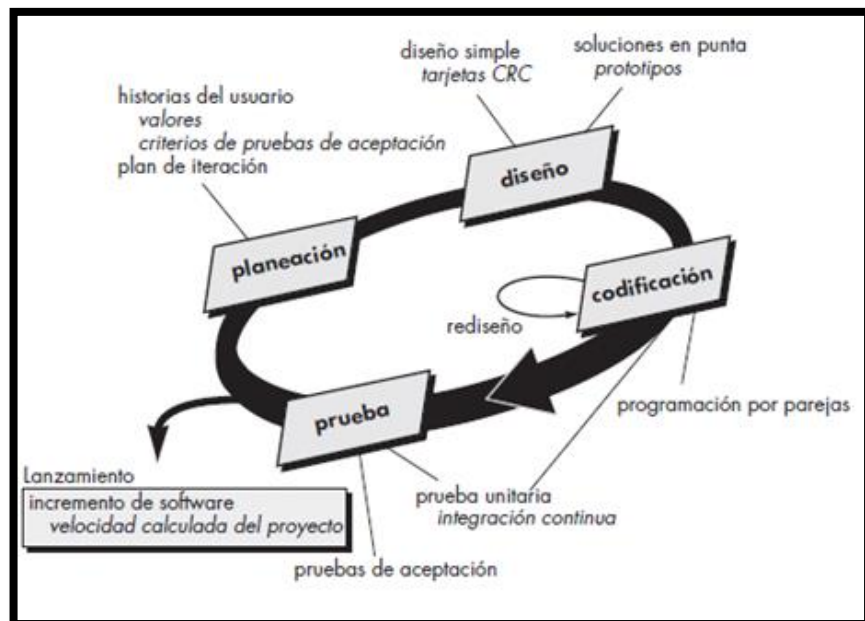 diseño simple
tarjetas CRC
soluciones en punta
prototipos
historias del usuario
valores
criterios de pruebas de aceptación
plan de iteración
diseño
planeación
codificación
rediseño
prueba
programación por parejas
Lanzamiento
incremento de software
velocidad calculada del proyecto
prueba unitaria
integración continua
pruebas de aceptación